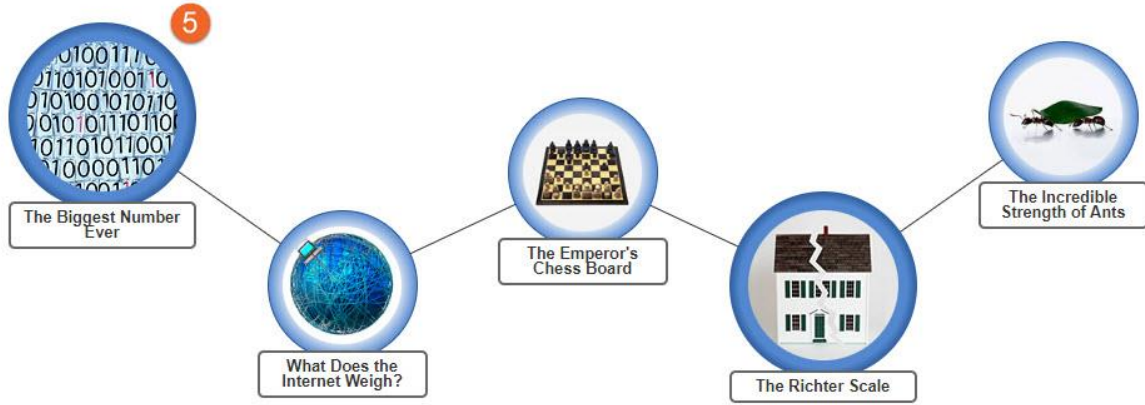 5
The Biggest Number
Ever
What Does the
Internet Weigh?
The Emperor's
Chess Board
The Richter Scale
The Incredible
Strength of Ants